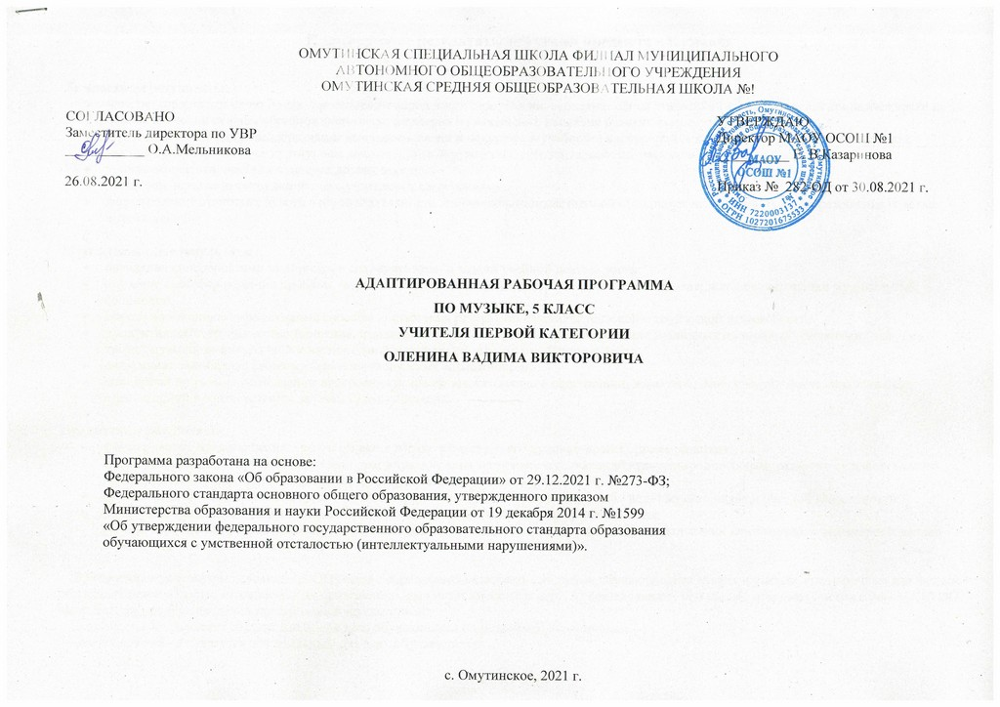 ОМУТИНСКАЯ СПЕЦИАЛЬНАЯ ШКОЛА ФИЛИАЛ МУНИЦИПАЛЬНОГО
АВТОНОМНОГО ОБЩЕОБРАЗОВАТЕЛЬНОГО УЧРЕЖДЕНИЯ
ОМУТИНСКАЯ СРЕДНЯЯ ОБЩЕОБРАЗОВАТЕЛЬНАЯ ШКОЛА №!
СОГЛАСОВАНО
Заместитель директора по УВР
___________ О.А.Мельникова
26.08.2021 г.
УТВЕРЖДАЮ
Директор МАОУ ОСОШ №1
Г. В.Казаринова
Приказ № 282-ОД от 30.08.2021 г.
МАОУ
ОСОШ №1
ИНН 7220003137
ОГРН 1027201675533
АДАПТИРОВАННАЯ РАБОЧАЯ ПРОГРАММА
ПО МУЗЫКЕ, 5 КЛАСС
УЧИТЕЛЯ ПЕРВОЙ КАТЕГОРИИ
ОЛЕНИНА ВАДИМА ВИКТОРОВИЧА
Программа разработана на основе:
Федерального закона «Об образовании в Российской Федерации» от 29.12.2021 г. №273-ФЗ;
Федерального стандарта основного общего образования, утвержденного приказом
Министерства образования и науки Российской Федерации от 19 декабря 2014 г. №1599
«Об утверждении федерального государственного образовательного стандарта образования
обучающихся с умственной отсталостью (интеллектуальными нарушениями)».
с. Омутинское, 2021 г.